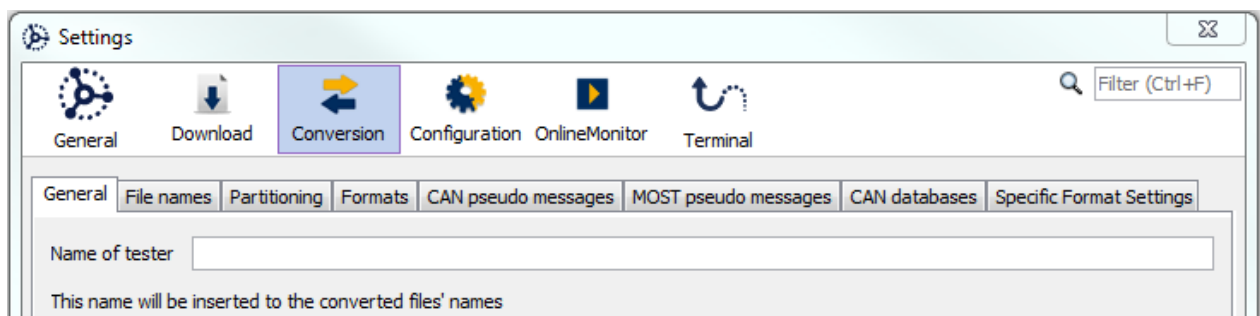 Settings
Filter (Ctrl+F)
General Download Conversion Configuration OnlineMonitor Terminal
General File names Partitioning Formats CAN pseudo messages MOST pseudo messages CAN databases Specific Format Settings
Name of tester
This name will be inserted to the converted files' names